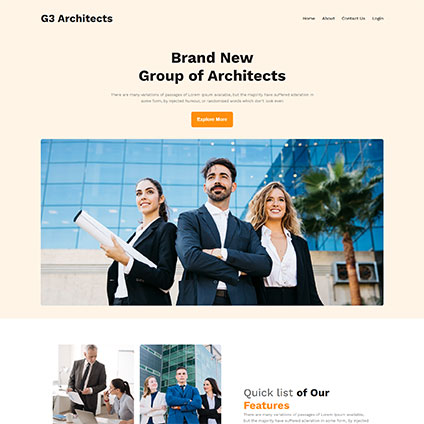 G3 Architects
Home About Contact Us Login
Brand New
Group of Architects
There are many variations of passages of Lorem Ipsum available, but the majority have suffered alteration in
some form, by injected humour, or randomised words which don't look even
Explore More
Quick list of Our
Features
There are many variations of passages of Lorem Ipsum available,
but the majority have suffered alteration in some form, by injected